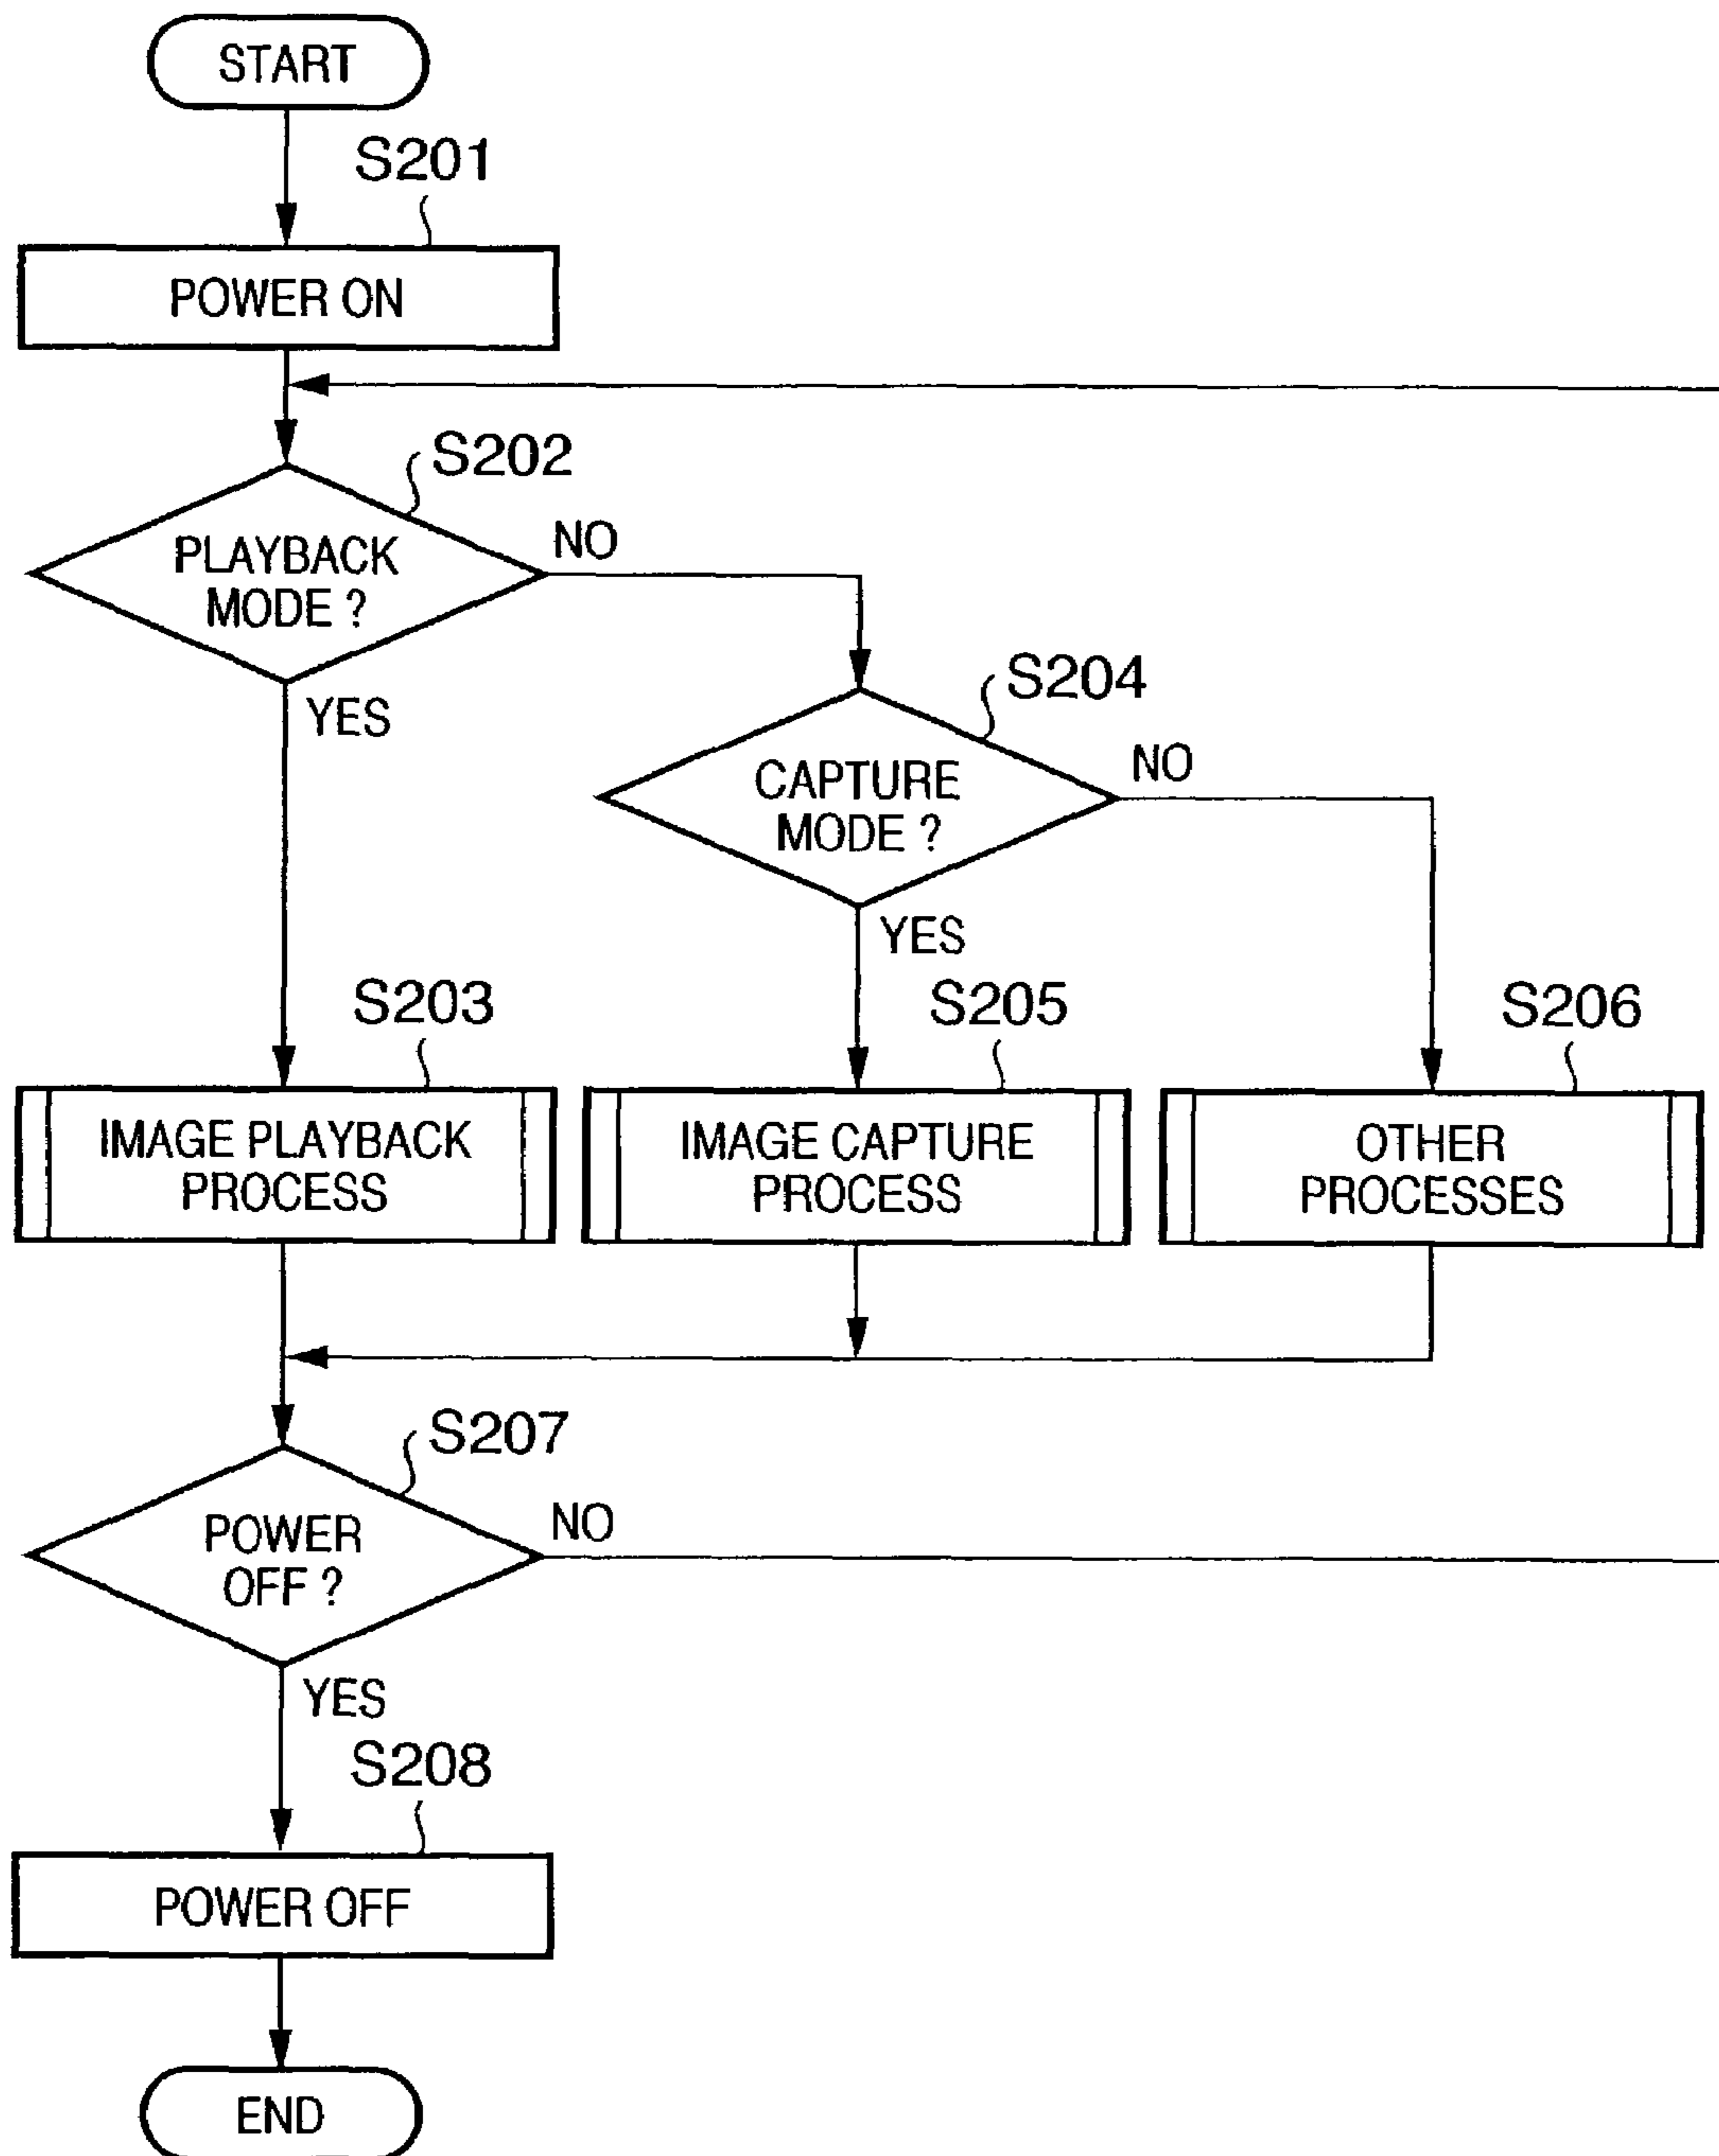 START
S201
POWER ON
S202
PLAYBACK
MODE ?
NO
YES
S204
CAPTURE
MODE ?
NO
YES
S203
IMAGE PLAYBACK
PROCESS
S205
IMAGE CAPTURE
PROCESS
S206
OTHER
PROCESSES
S207
POWER
OFF ?
NO
YES
S208
POWER OFF
END